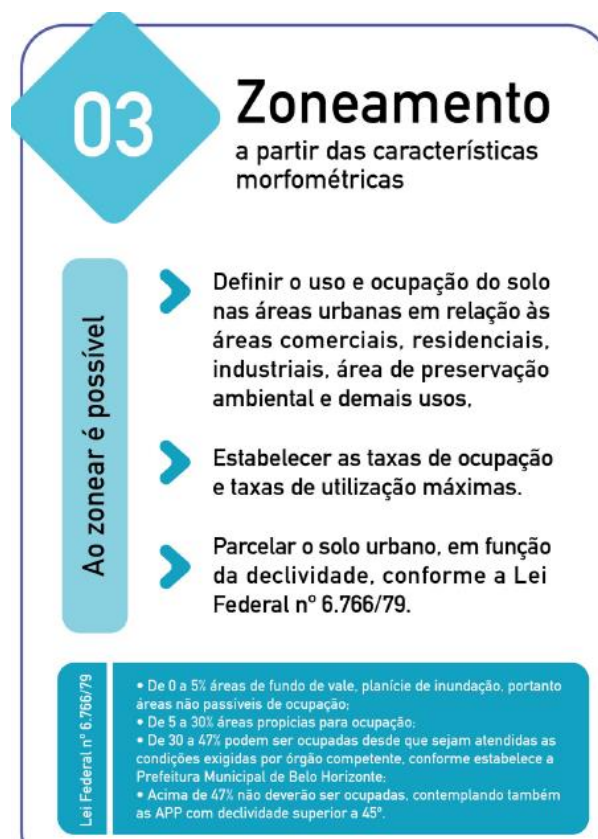 03
Zoneamento
a partir das características
morfométricas
Ao zonear é possível
Definir o uso e ocupação do solo
nas áreas urbanas em relação às
áreas comerciais, residenciais,
industriais, área de preservação
ambiental e demais usos,
Estabelecer as taxas de ocupação
e taxas de utilização máximas.
Parcelar o solo urbano, em função
da declividade, conforme a Lei
Federal nº 6.766/79.
Lei Federal nº 6.766/79
• De 0 a 5% áreas de fundo de vale, planície de inundação, portanto
áreas não passíveis de ocupação;
• De 5 a 30% áreas propicias para ocupação;
• De 30 a 47% podem ser ocupadas desde que sejam atendidas as
condições exigidas por órgão competente, conforme estabelece a
Prefeitura Municipal de Belo Horizonte;
• Acima de 47% não deverão ser ocupadas, contemplando também
as APP com declividade superior a 45°.